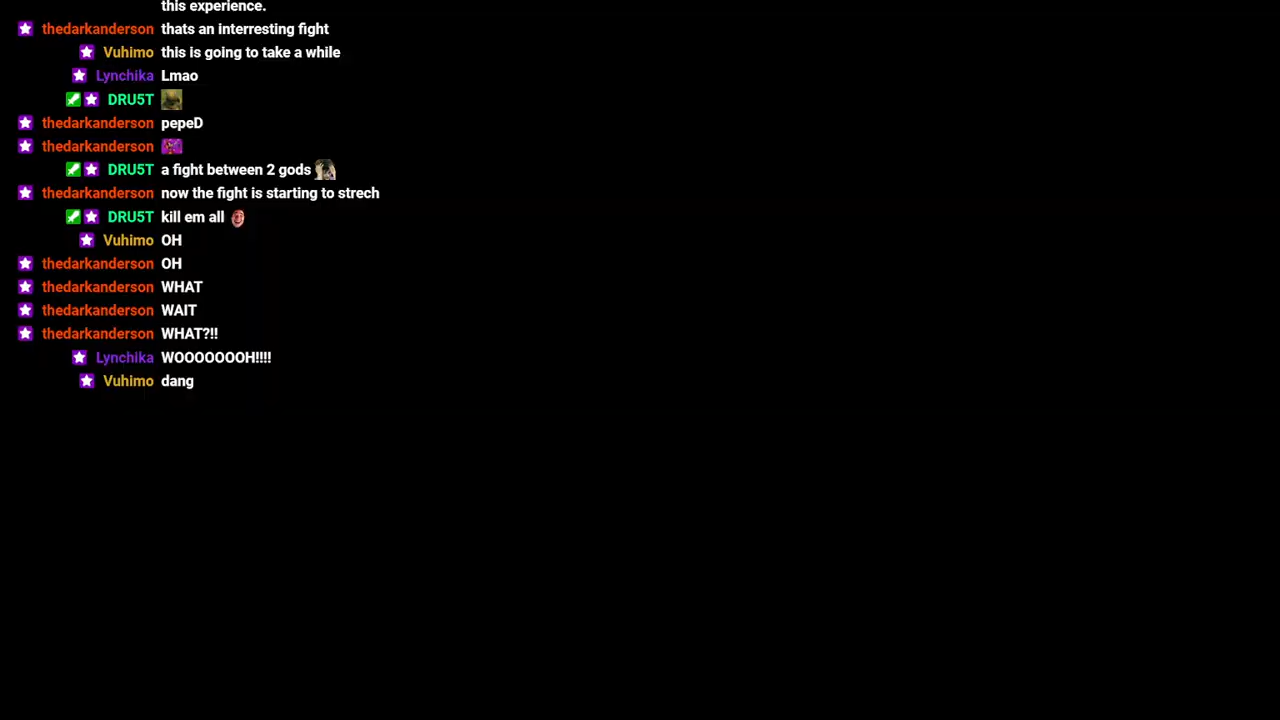 this experience.
thedarkanderson thats an interresting fight
Vuhimo this is going to take a while
Lynchika Lmao
DRU5T
thedarkanderson pepeD
thedarkanderson
DRU5T a fight between 2 gods
thedarkanderson now the fight is starting to strech
DRU5T kill em all
Vuhimo OH
thedarkanderson OH
thedarkanderson WHAT
thedarkanderson WAIT
thedarkanderson WHAT?!!
Lynchika WOOOOOOOH!!!!
Vuhimo dang